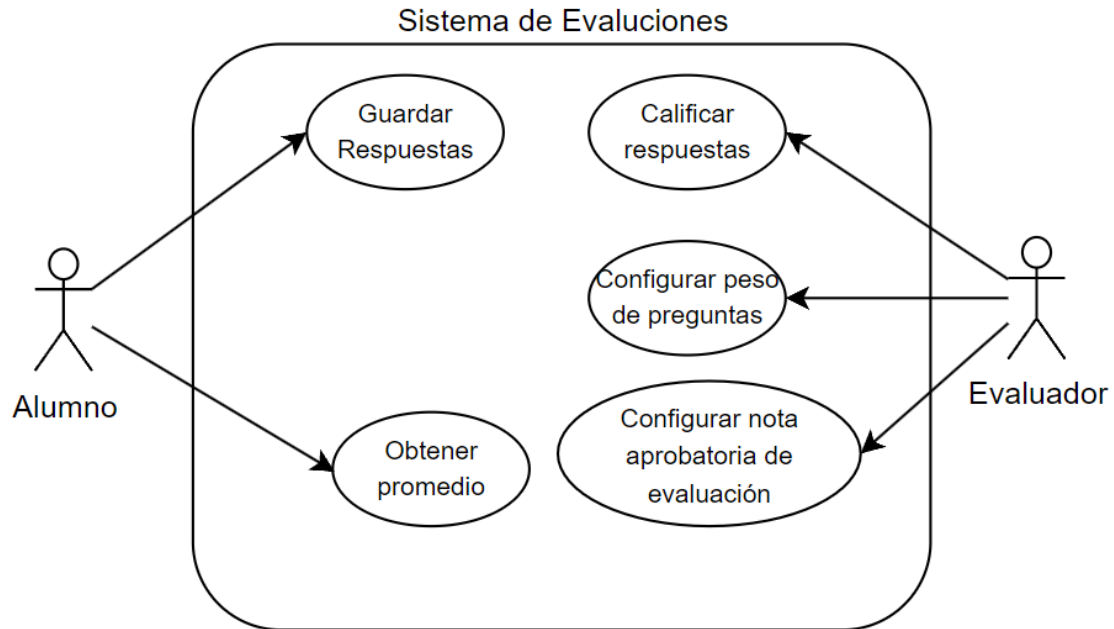 Sistema de Evaluciones
Guardar
Respuestas
Calificar
respuestas
Configurar peso
de preguntas
Alumno
Evaluador
Obtener
promedio
Configurar nota
aprobatoria de
evaluación